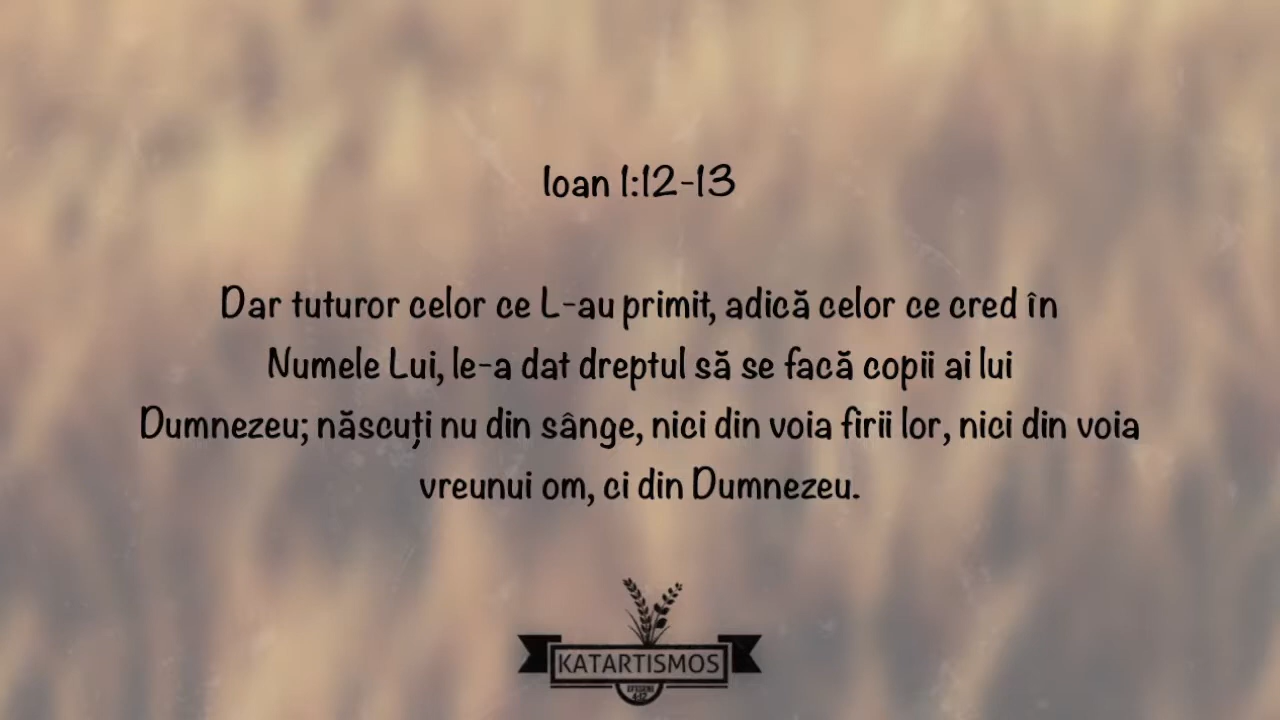 Ioan 1:12-13
Dar tuturor celor ce L-au primit, adică celor ce cred în
Numele Lui, le-a dat dreptul să se facă copii ai lui
Dumnezeu; născuți nu din sânge, nici din voia firii lor, nici din voia
vreunui om, ci din Dumnezeu.
KATARTISMOS